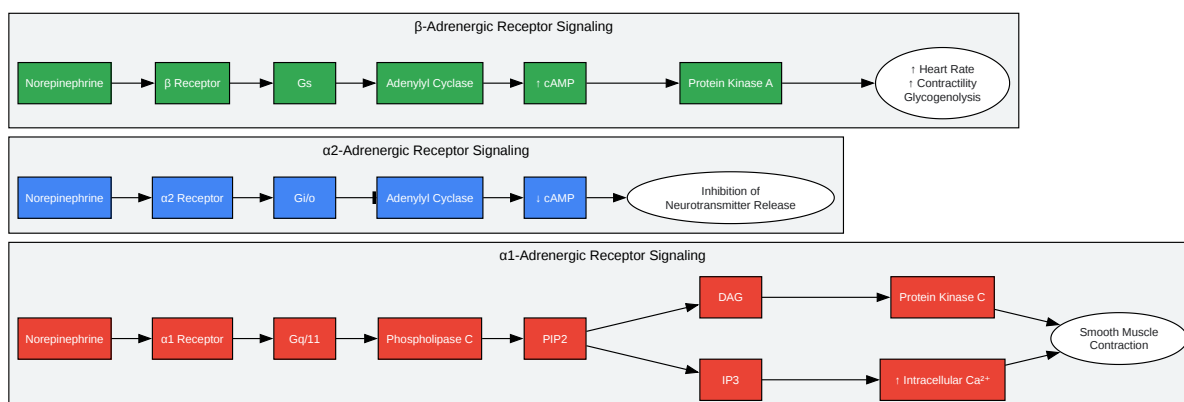 β-Adrenergic Receptor Signaling
Norepinephrine
β Receptor
Gs
Adenylyl Cyclase
↑ cAMP
Protein Kinase A
↑ Heart Rate
↑ Contractility
Glycogenolysis
α2-Adrenergic Receptor Signaling
Norepinephrine
α2 Receptor
Gi/o
Adenylyl Cyclase
↓ cAMP
Inhibition of
Neurotransmitter Release
α1-Adrenergic Receptor Signaling
Norepinephrine
α1 Receptor
Gq/11
Phospholipase C
PIP2
DAG
Protein Kinase C
IP3
↑ Intracellular Ca²⁺
Smooth Muscle
Contraction